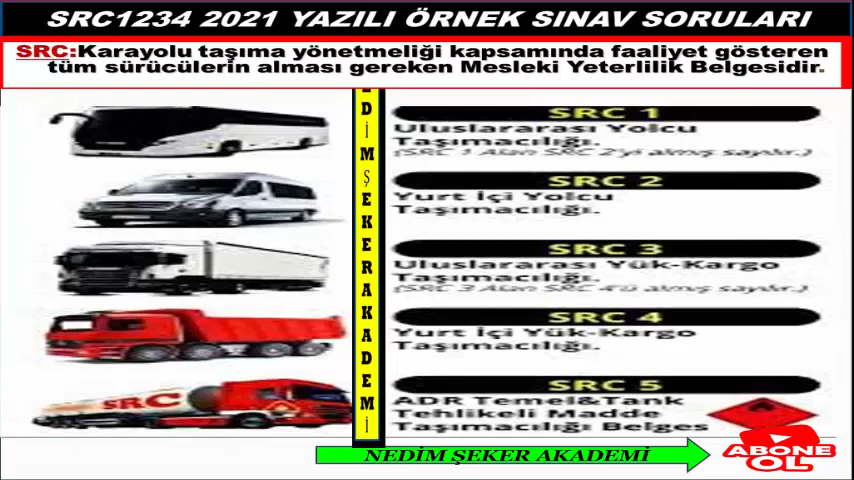 SRC1234 2021 YAZILI ÖRNEK SINAV SORULARI
SRC:Karayolu taşıma yönetmeliği kapsamında faaliyet gösteren
tüm sürücülerin alması gereken Mesleki Yeterlilik Belgesidir.
SRC 1
Uluslararası Yolcu
Taşımacılığı.
(SRC 1 Alan SRC 2'yi almış sayılır.)
SRC 2
Yurt İçi Yolcu
Taşımacılığı.
SRC 3
Uluslararası Yük-Kargo
Taşımacılığı.
(SRC 3 Alan SRC 4'ü almış sayılır.)
SRC 4
Yurt İçi Yük-Kargo
Taşımacılığı.
SRC 5
ADR Temel&Tank
Tehlikeli Madde
Taşımacılığı Belges
EDİMŞEKERAKADEMİ
SRC
NEDİM ŞEKER AKADEMİ
ABONE
OL